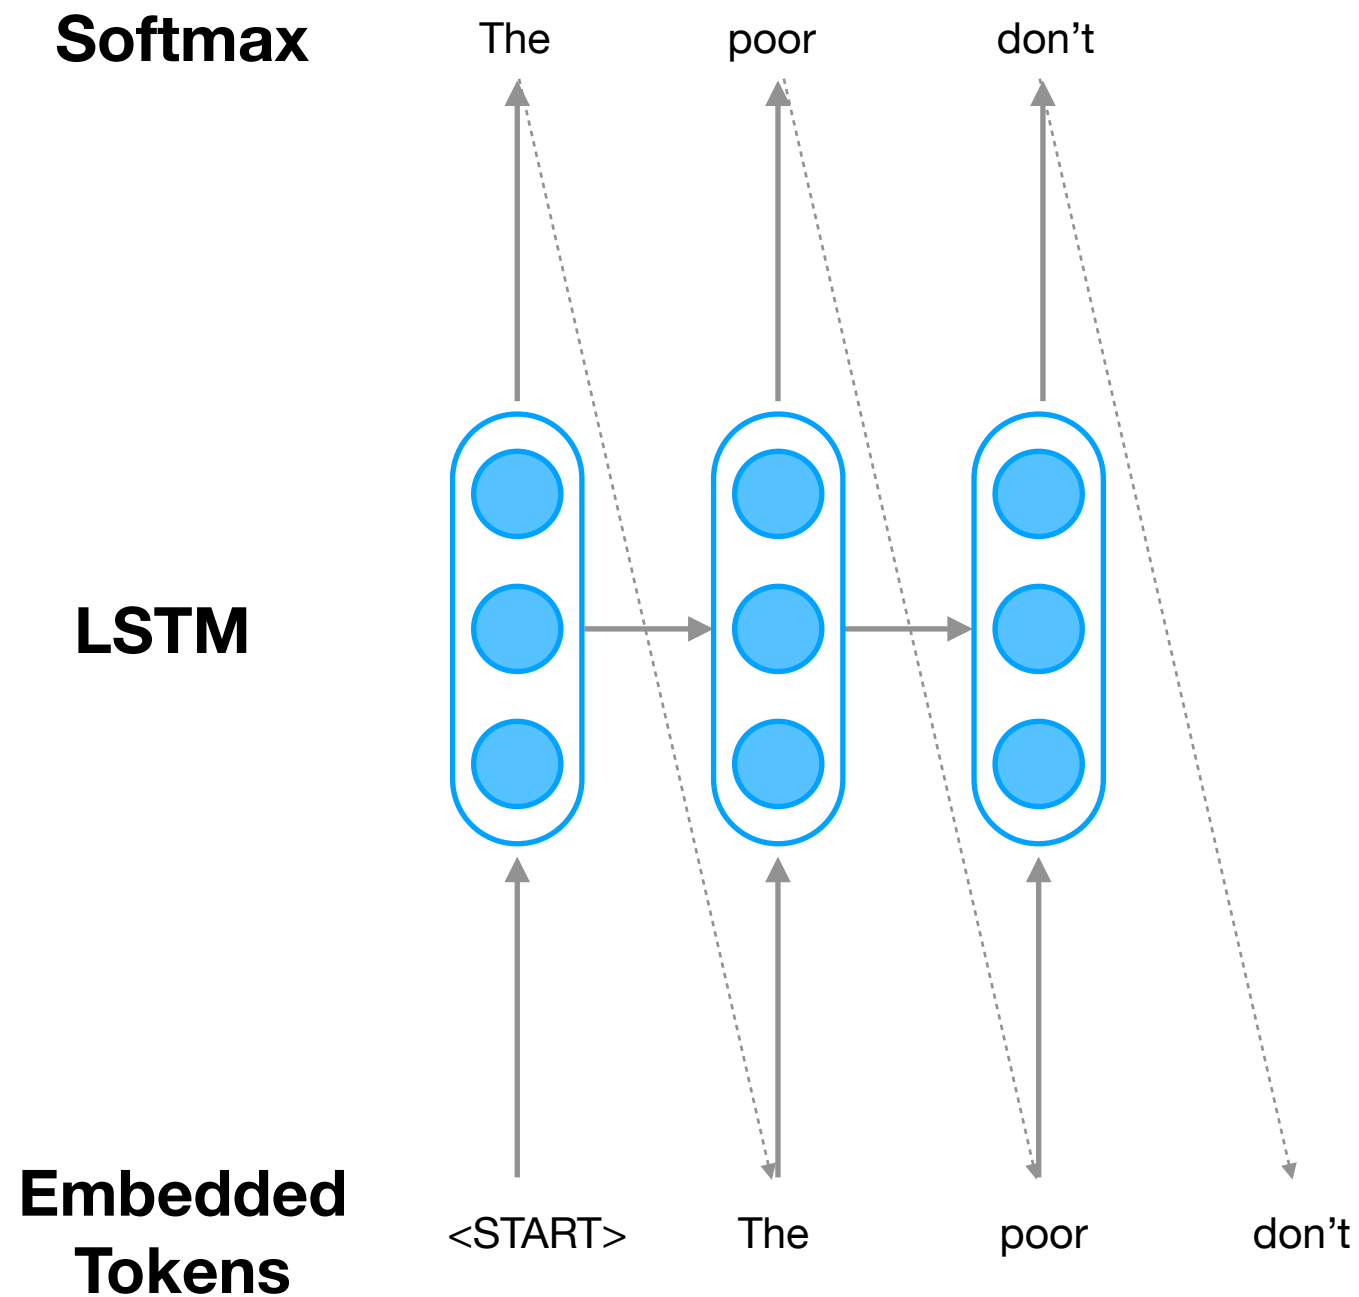 Softmax
The
poor
don’t
LSTM
Embedded
Tokens
<START>
The
poor
don’t